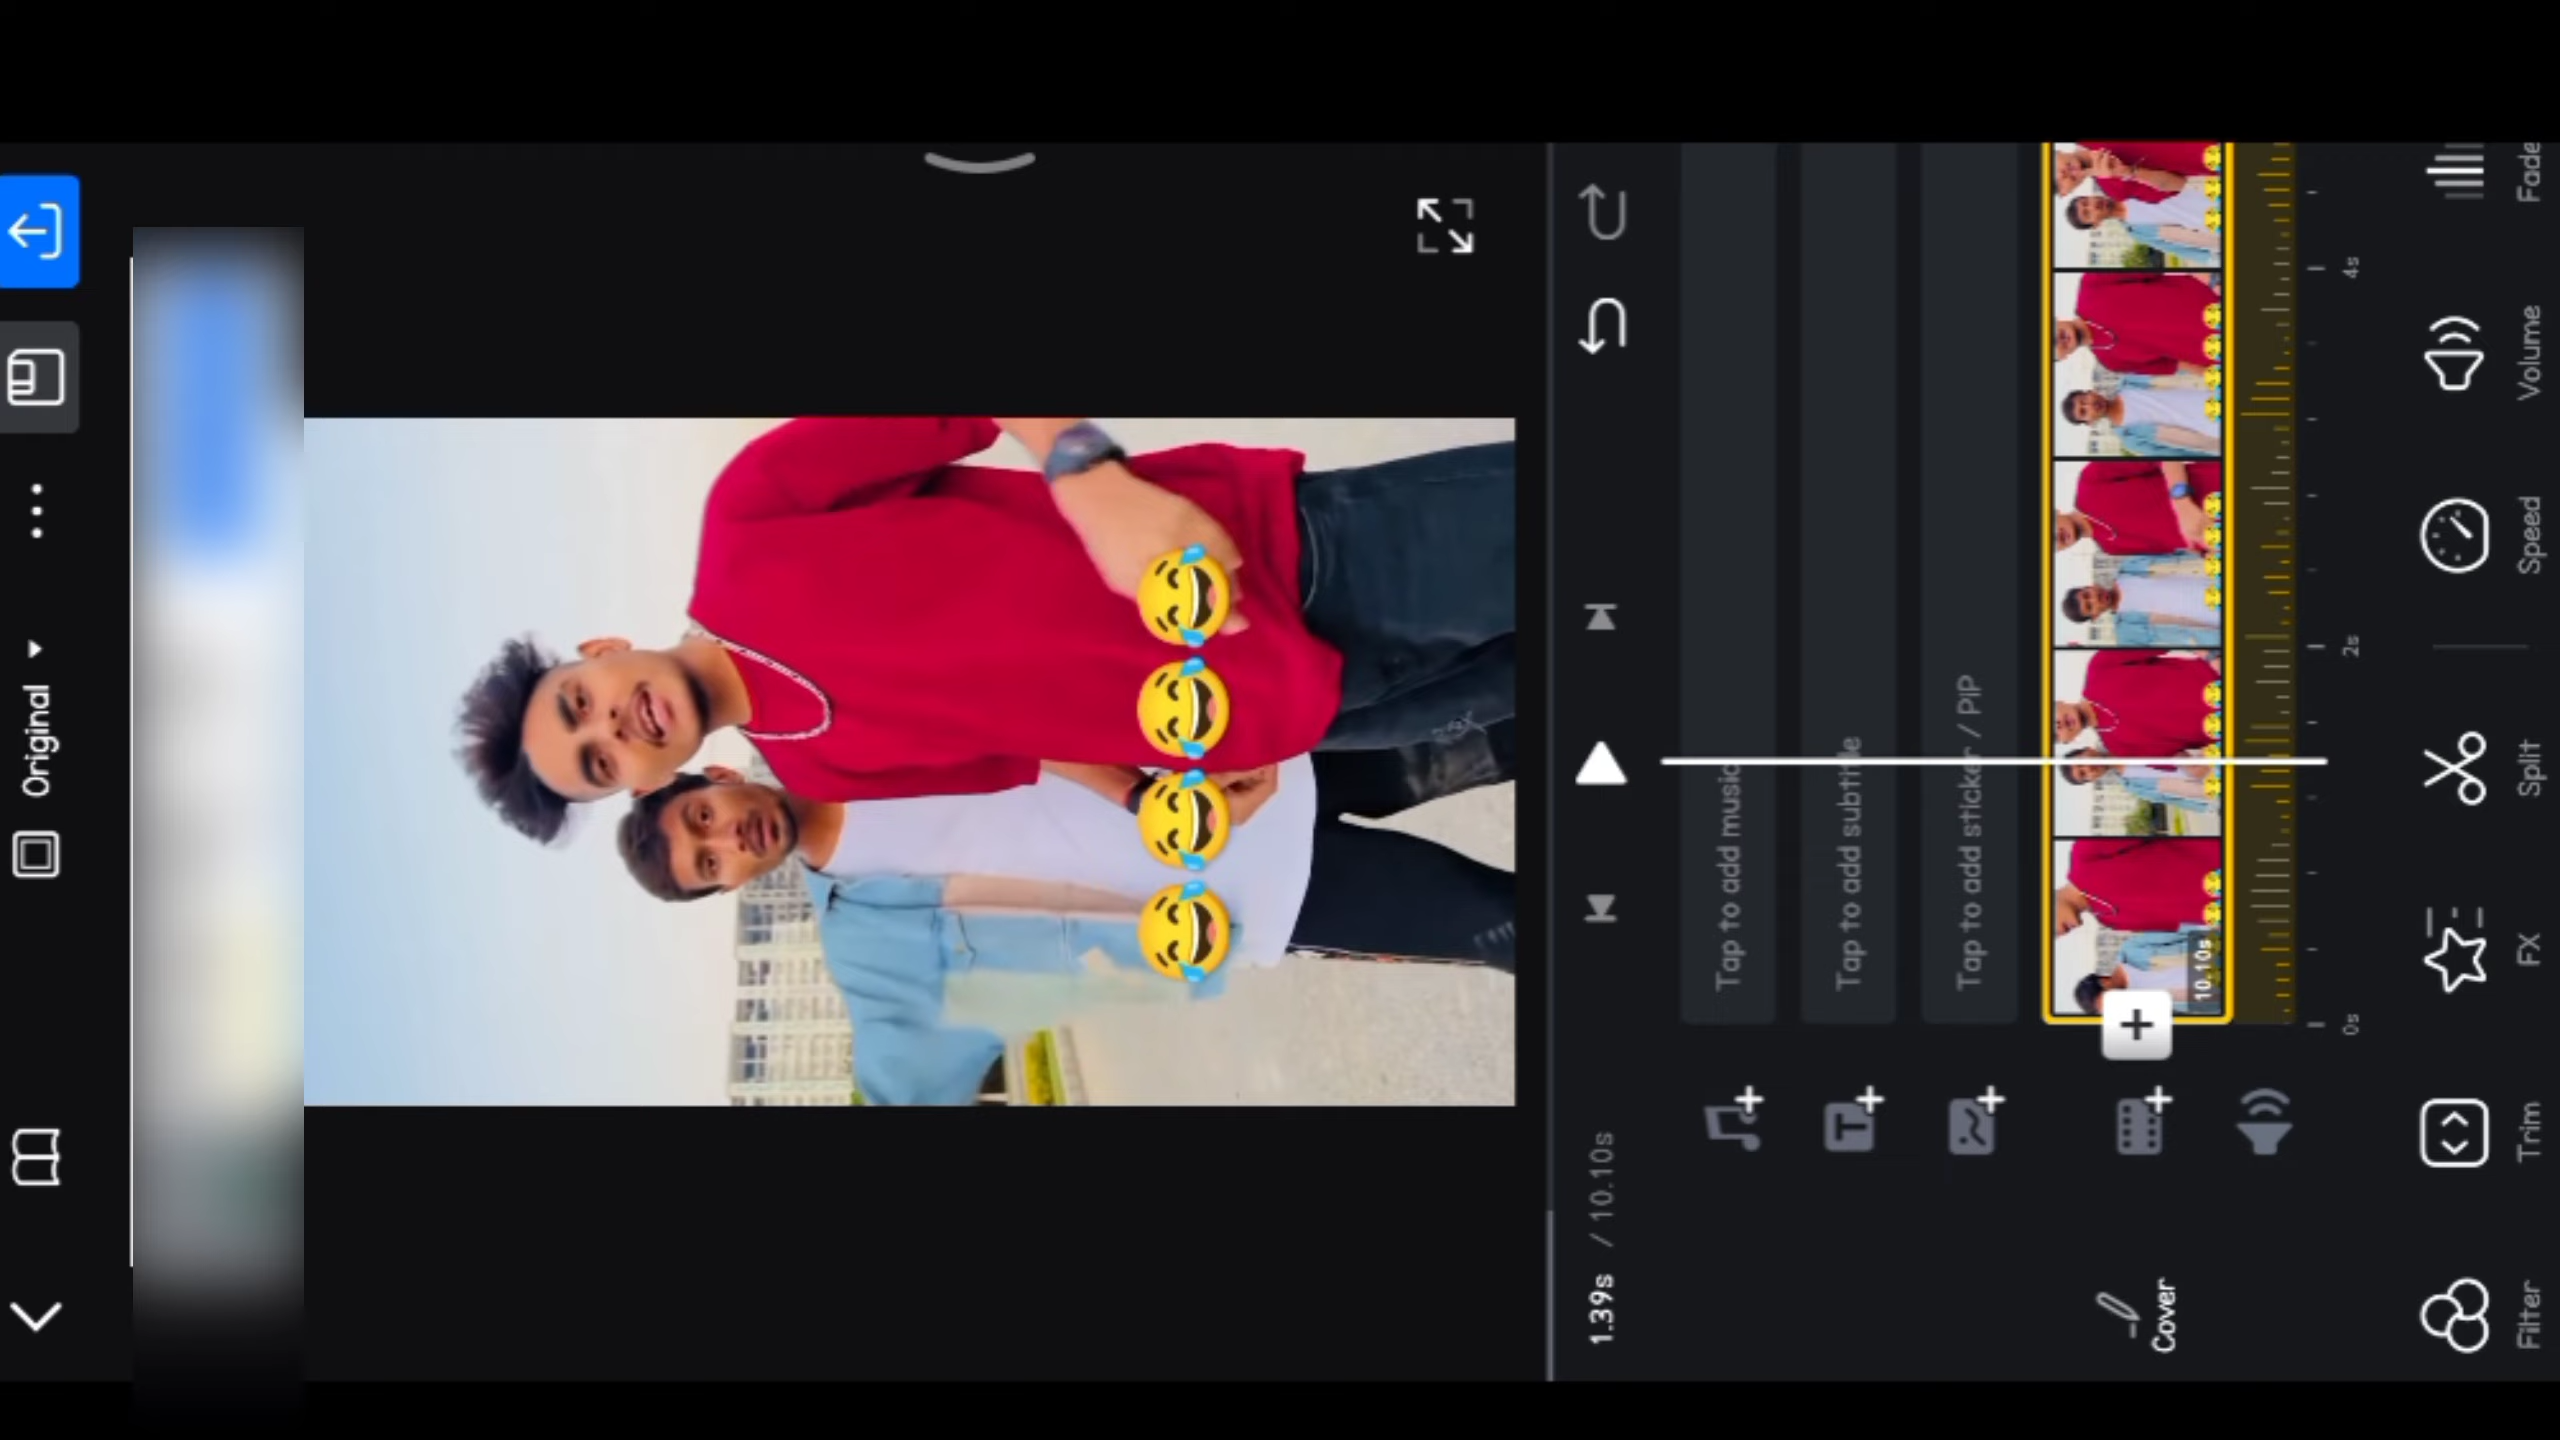 Original
1.39s / 10.10s
Tap to add music
Tap to add subtitle
Tap to add sticker / PiP
Cover
10.10s
0s
2s
4s
Filter
Trim
FX
Split
Speed
Volume
Fade